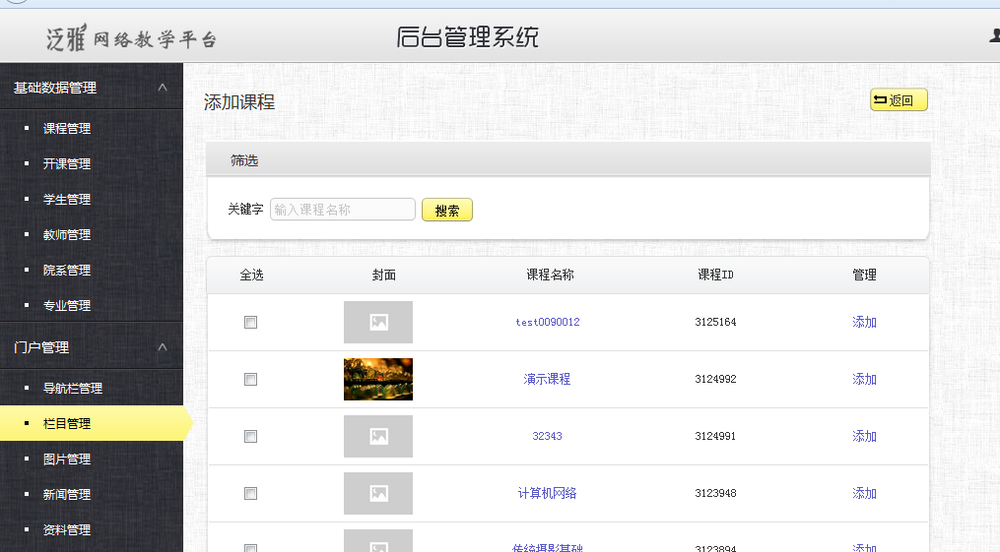 泛雅 网络教学平台
后台管理系统
基础数据管理
课程管理
开课管理
学生管理
教师管理
院系管理
专业管理
门户管理
导航栏管理
栏目管理
图片管理
新闻管理
资料管理
添加课程
返回
筛选
关键字 输入课程名称 搜索
全选 封面 课程名称 课程ID 管理
test0090012 3125164 添加
演示课程 3124992 添加
32343 3124991 添加
计算机网络 3123948 添加
传统摄影基础 3123894 添加